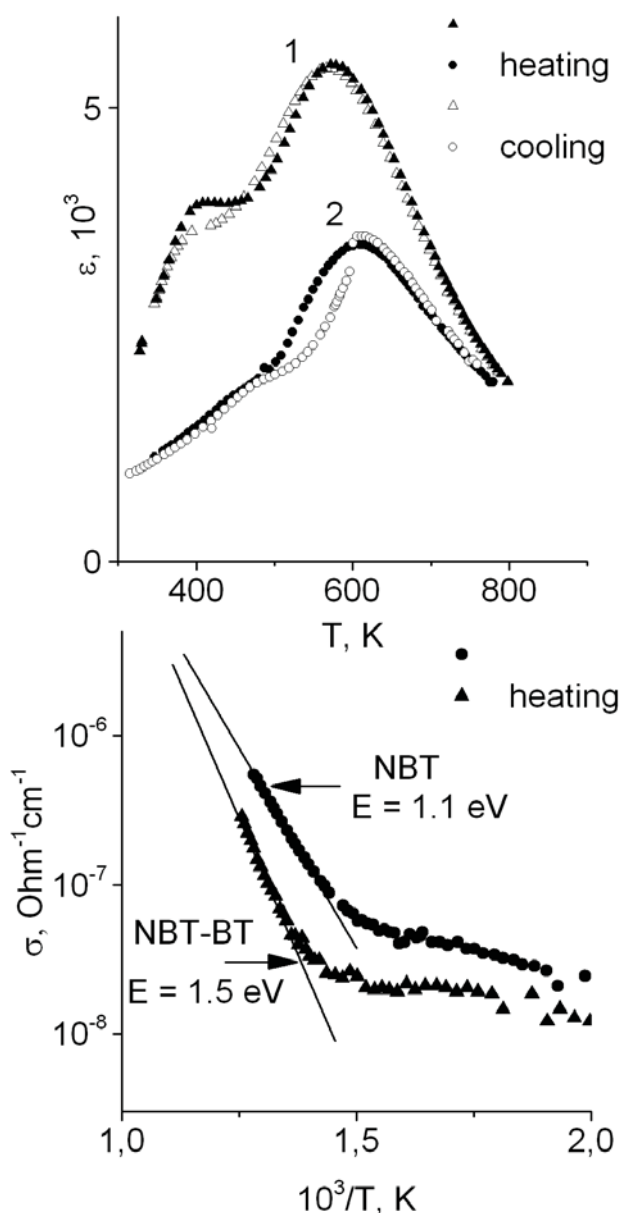 1
heating
5
cooling
2
ε, 10³
0
400 600 800
T, K
heating
10⁻⁶
NBT
E = 1.1 eV
σ, Ohm⁻¹cm⁻¹
10⁻⁷
NBT-BT
E = 1.5 eV
10⁻⁸
1,0 1,5 2,0
10³/T, K